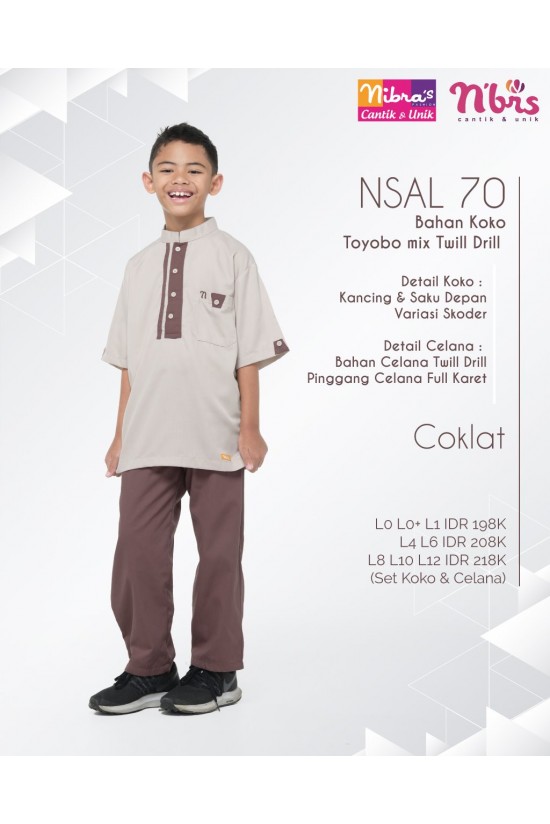 Nibra's
FASHION
Cantik & Unik
N'brs
cantik & unik
NSAL 70
Bahan Koko
Toyobo mix Twill Drill
Detail Koko :
Kancing & Saku Depan
Variasi Skoder
Detail Celana :
Bahan Celana Twill Drill
Pinggang Celana Full Karet
Coklat
L0 L0+ L1 IDR 198K
L4 L6 IDR 208K
L8 L10 L12 IDR 218K
(Set Koko & Celana)